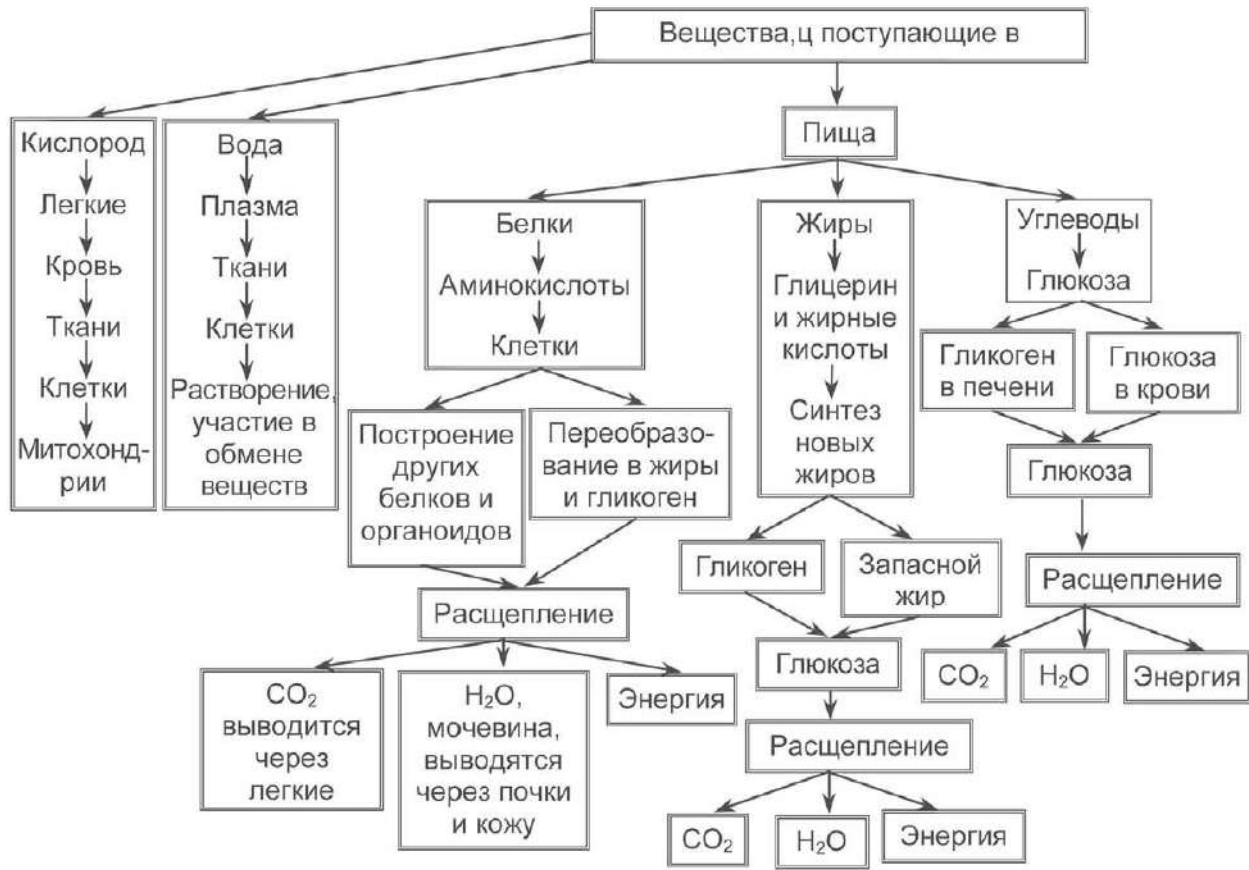 Вещества,ц поступающие в
Кислород
Легкие
Кровь
Ткани
Клетки
Митохонд-
рии
Вода
Плазма
Ткани
Клетки
Растворение,
участие в
обмене
веществ
Пища
Белки
Аминокислоты
Клетки
Построение
других
белков и
органоидов
Переобразо-
вание в жиры
и гликоген
Расщепление
CO₂
выводится
через
легкие
H₂O,
мочевина,
выводятся
через почки
и кожу
Энергия
Жиры
Глицерин
и жирные
кислоты
Синтез
новых
жиров
Гликоген
Запасной
жир
Глюкоза
Расщепление
CO₂
H₂O
Энергия
Углеводы
Глюкоза
Гликоген
в печени
Глюкоза
в крови
Глюкоза
Расщепление
CO₂
H₂O
Энергия